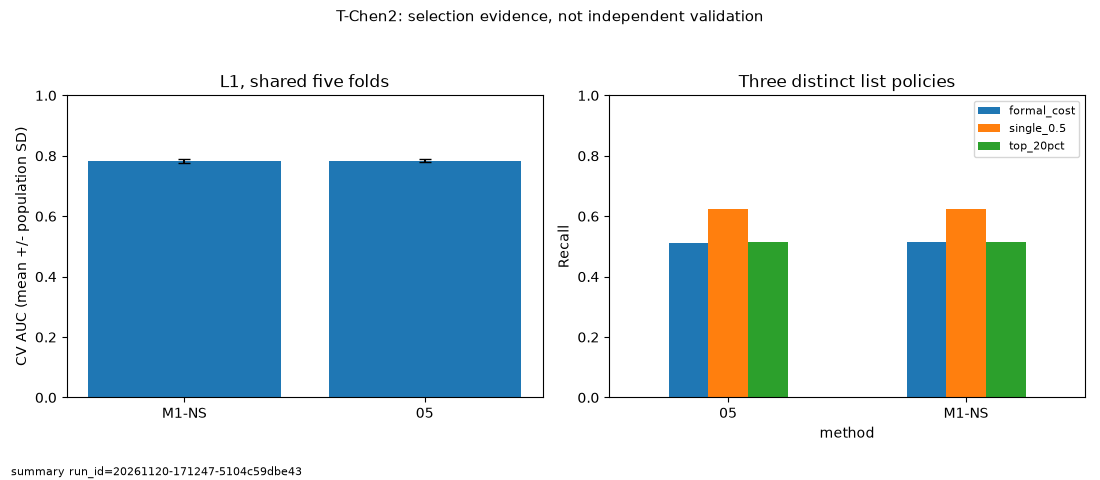 T-Chen2: selection evidence, not independent validation
L1, shared five folds
CV AUC (mean +/- population SD)
1.0
0.8
0.6
0.4
0.2
0.0
M1-NS
05
Three distinct list policies
Recall
1.0
0.8
0.6
0.4
0.2
0.0
formal_cost
single_0.5
top_20pct
05
M1-NS
method
summary run_id=20261120-171247-5104c59dbe43